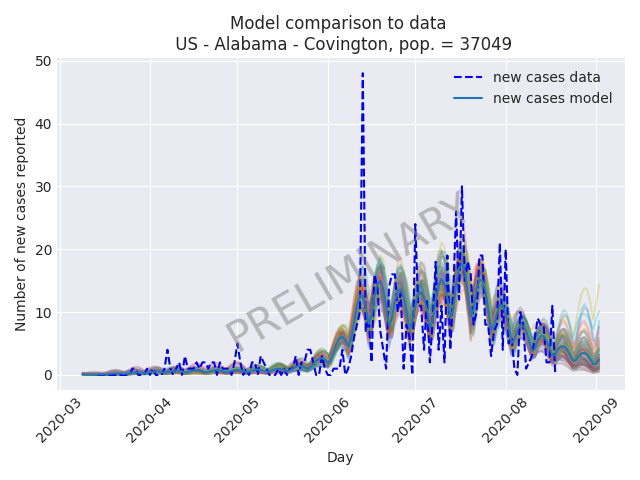 Model comparison to data
US - Alabama - Covington, pop. = 37049
new cases data
new cases model
PRELIMINARY
Number of new cases reported
50
40
30
20
10
0
2020-03
2020-04
2020-05
2020-06
2020-07
2020-08
2020-09
Day